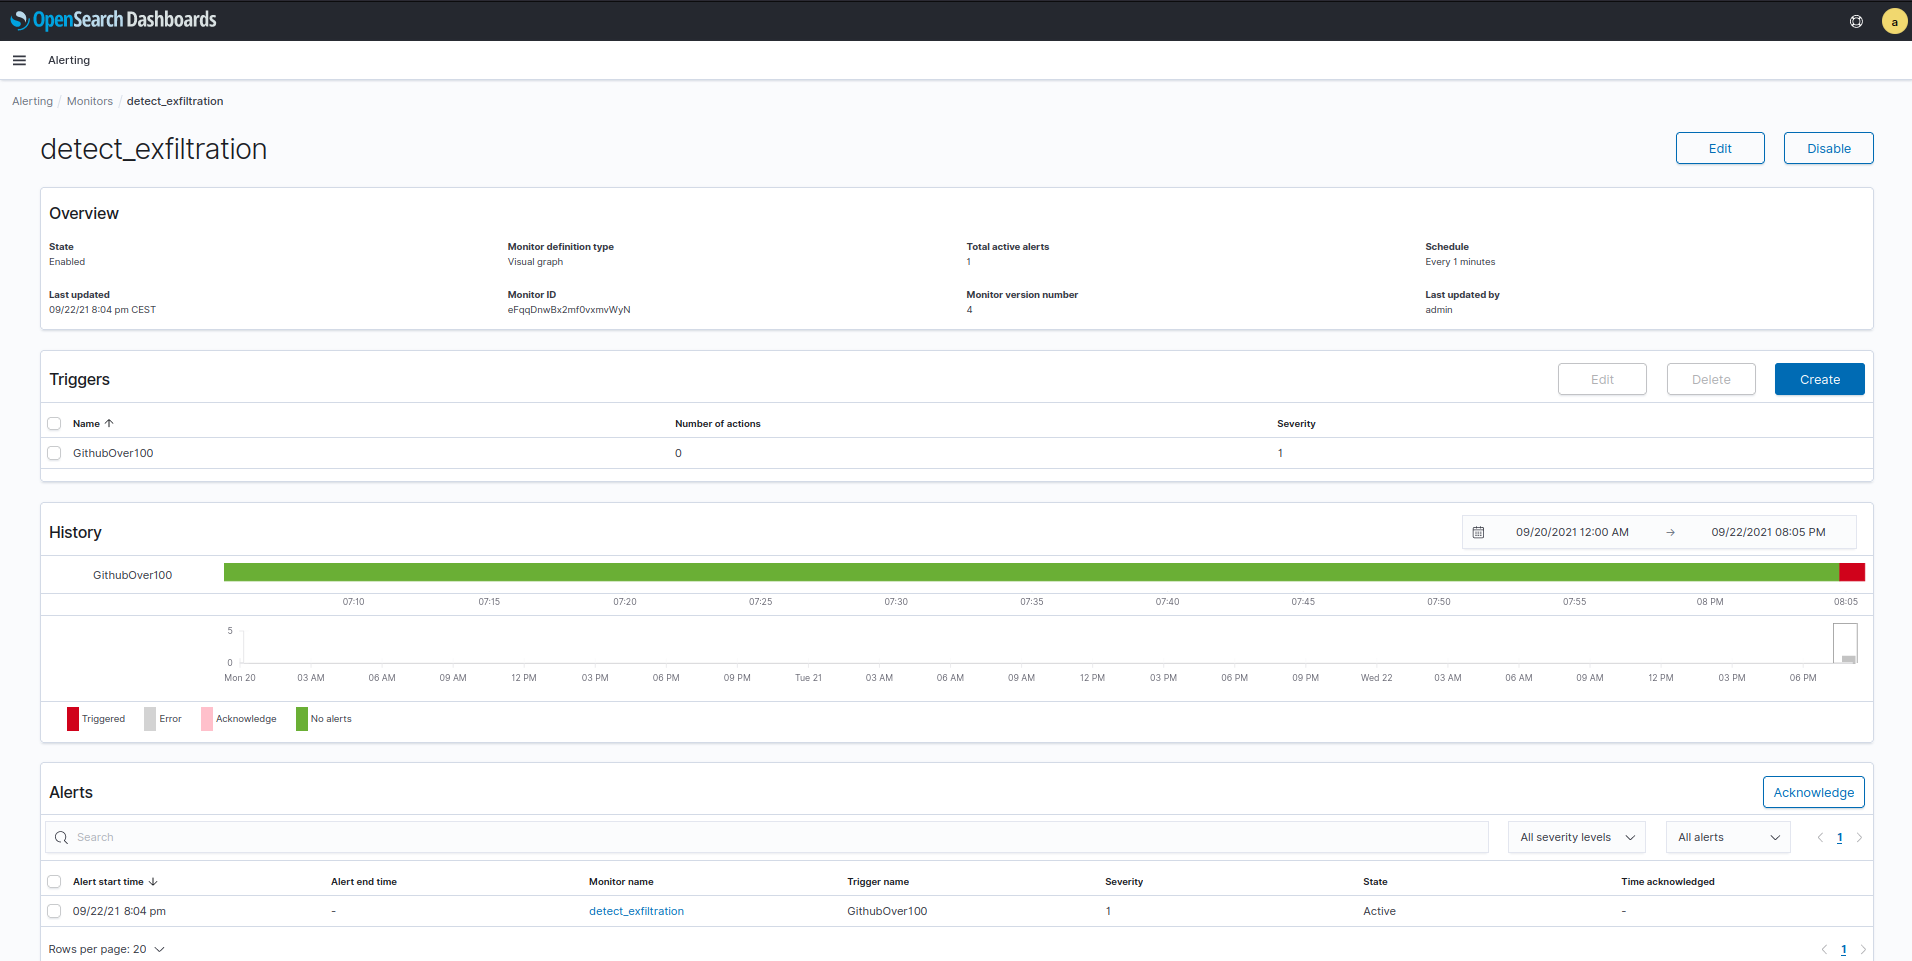 OpenSearch Dashboards
a
Alerting
Alerting / Monitors / detect_exfiltration
detect_exfiltration
Edit
Disable
Overview
State
Monitor definition type
Total active alerts
Schedule
Enabled
Visual graph
1
Every 1 minutes
Last updated
Monitor ID
Monitor version number
Last updated by
09/22/21 8:04 pm CEST
eFqqDnwBx2mf0vxmvWyN
4
admin
Triggers
Edit
Delete
Create
Name
Number of actions
Severity
GithubOver100
0
1
History
09/20/2021 12:00 AM → 09/22/2021 08:05 PM
GithubOver100
07:10 07:15 07:20 07:25 07:30 07:35 07:40 07:45 07:50 07:55 08 PM 08:05
5
0
Mon 20 03 AM 06 AM 09 AM 12 PM 03 PM 06 PM 09 PM Tue 21 03 AM 06 AM 09 AM 12 PM 03 PM 06 PM 09 PM Wed 22 03 AM 06 AM 09 AM 12 PM 03 PM 06 PM
Triggered Error Acknowledge No alerts
Alerts
Acknowledge
Search
All severity levels
All alerts
1
Alert start time
Alert end time
Monitor name
Trigger name
Severity
State
Time acknowledged
09/22/21 8:04 pm
-
detect_exfiltration
GithubOver100
1
Active
-
Rows per page: 20
1